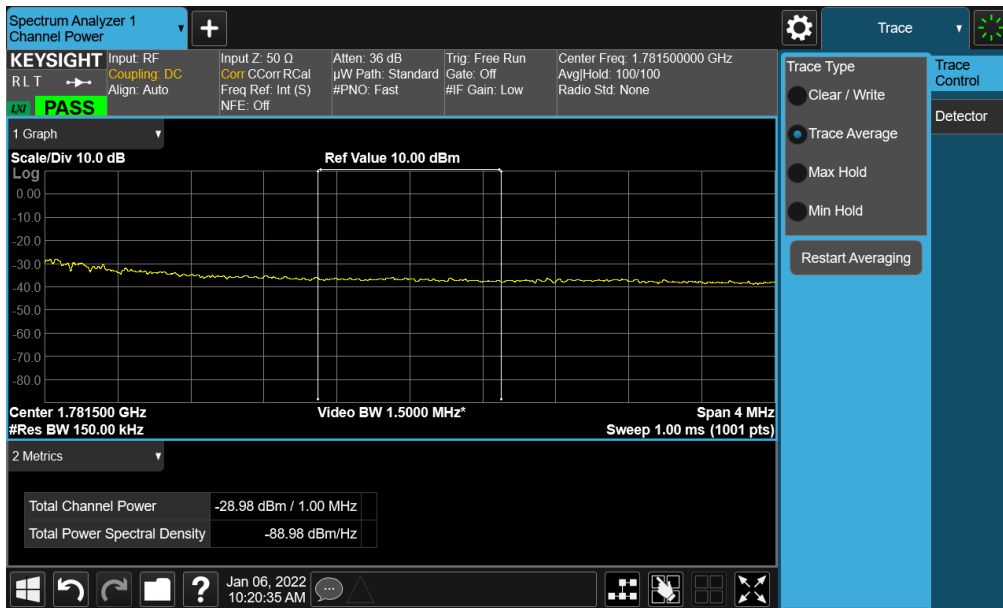 Spectrum Analyzer 1
Channel Power
Trace
KEYSIGHT
RLT
LXI
PASS
Input: RF
Coupling: DC
Align: Auto
Input Z: 50 Ω
Corr CCorr RCal
Freq Ref: Int (S)
NFE: Off
Atten: 36 dB
µW Path: Standard
#PNO: Fast
Trig: Free Run
Gate: Off
#IF Gain: Low
Center Freq: 1.781500000 GHz
Avg|Hold: 100/100
Radio Std: None
Trace Type
Clear / Write
Trace Average
Max Hold
Min Hold
Restart Averaging
Trace
Control
Detector
1 Graph
Scale/Div 10.0 dB
Ref Value 10.00 dBm
Log
0.00
-10.0
-20.0
-30.0
-40.0
-50.0
-60.0
-70.0
-80.0
Center 1.781500 GHz
#Res BW 150.00 kHz
Video BW 1.5000 MHz*
Span 4 MHz
Sweep 1.00 ms (1001 pts)
2 Metrics
Total Channel Power -28.98 dBm / 1.00 MHz
Total Power Spectral Density -88.98 dBm/Hz
?
Jan 06, 2022
10:20:35 AM